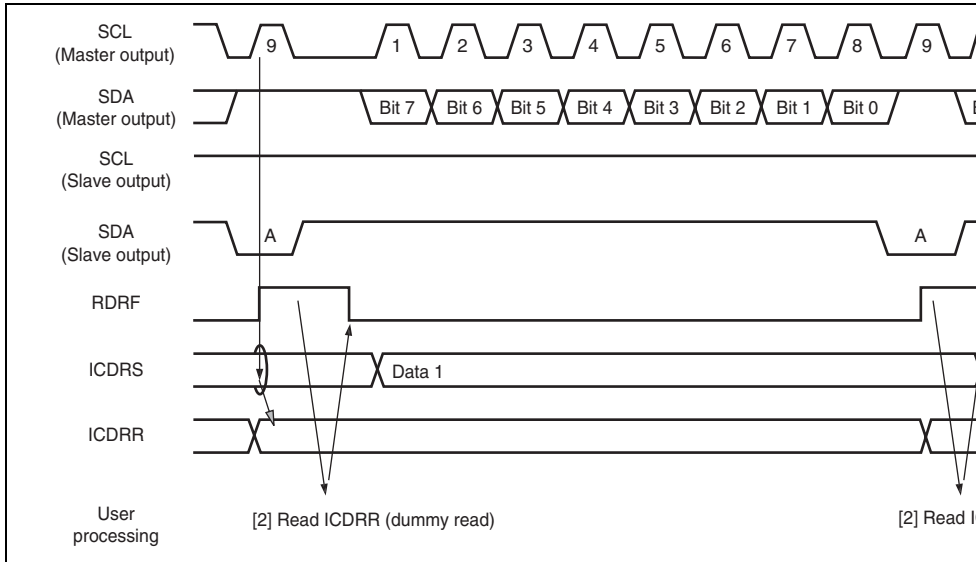 SCL
(Master output)
9 1 2 3 4 5 6 7 8 9
SDA
(Master output)
Bit 7 Bit 6 Bit 5 Bit 4 Bit 3 Bit 2 Bit 1 Bit 0
SCL
(Slave output)
SDA
(Slave output)
A A
RDRF
ICDRS
Data 1
ICDRR
User
processing
[2] Read ICDRR (dummy read) [2] Read